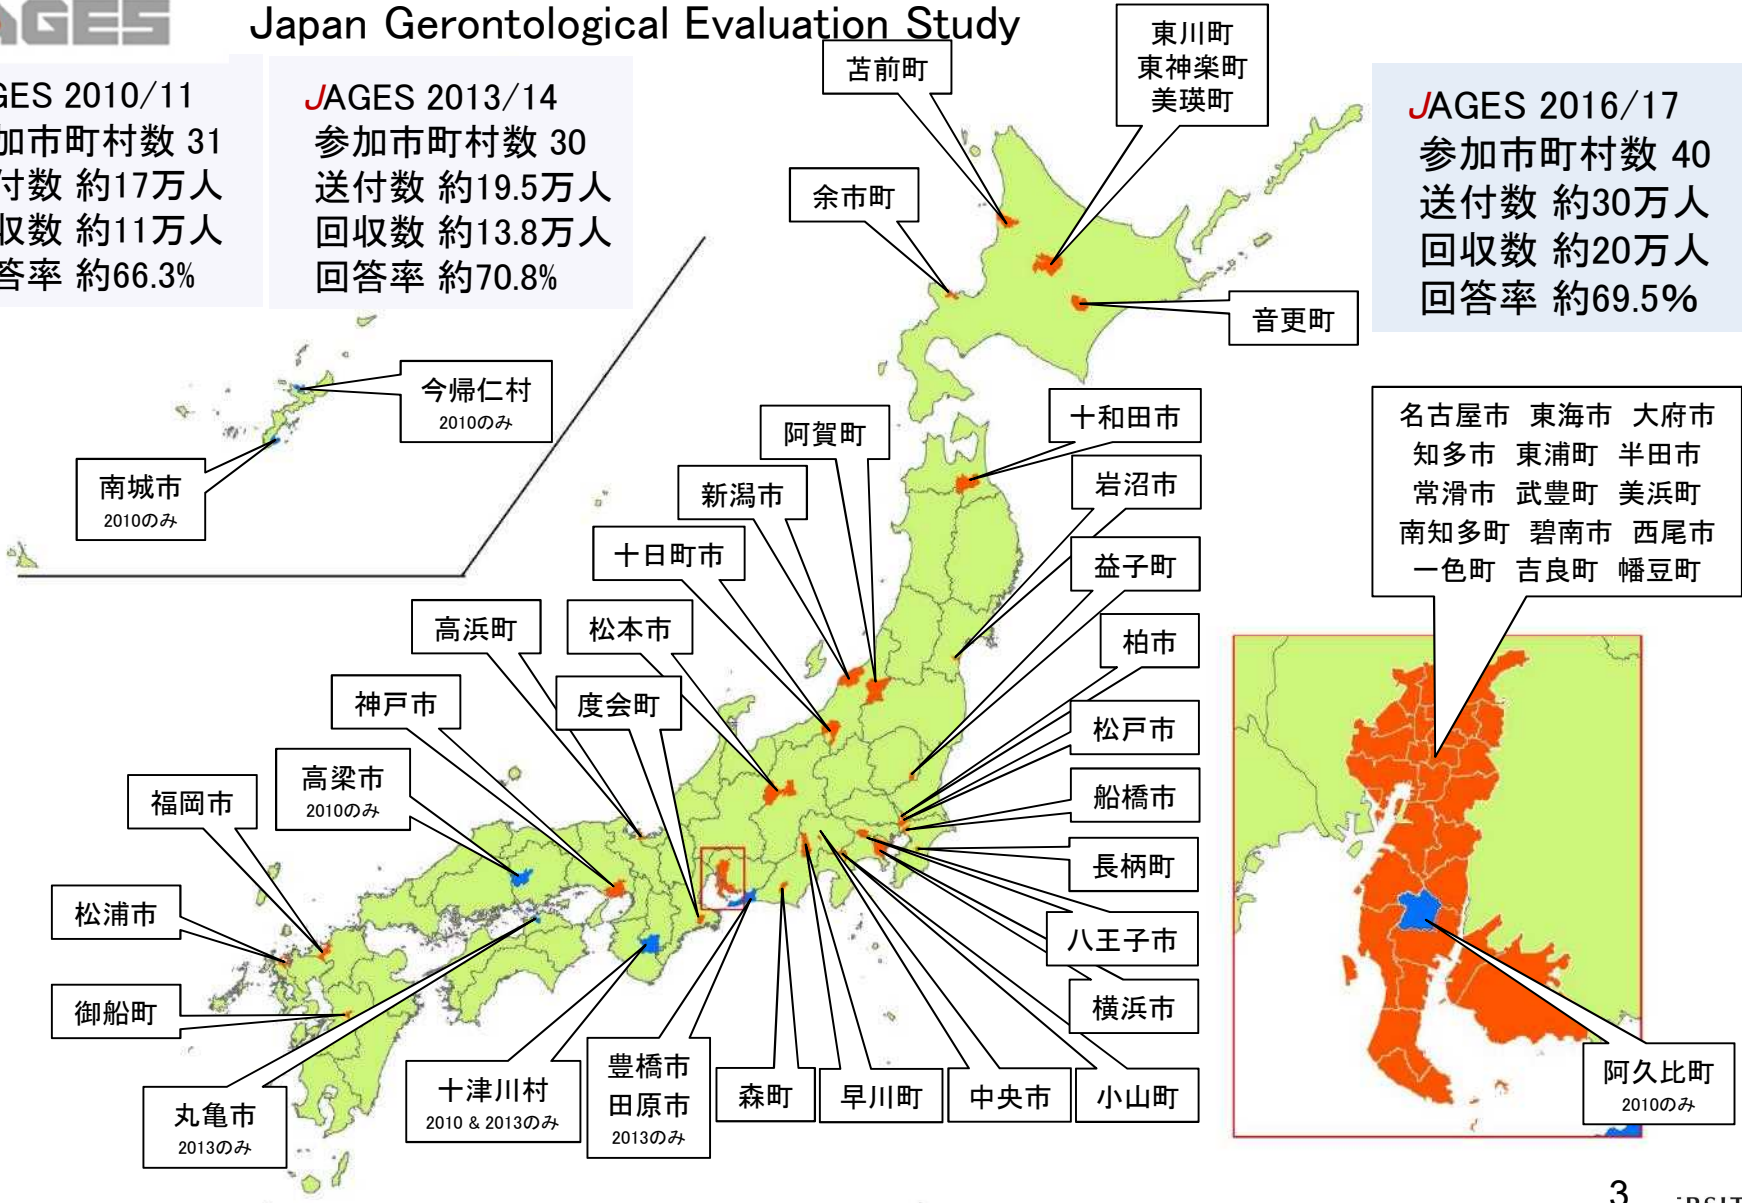 AGES
Japan Gerontological Evaluation Study
GES 2010/11
加市町村数 31
付数 約17万人
収数 約11万人
答率 約66.3%
JAGES 2013/14
参加市町村数 30
送付数 約19.5万人
回収数 約13.8万人
回答率 約70.8%
JAGES 2016/17
参加市町村数 40
送付数 約30万人
回収数 約20万人
回答率 約69.5%
苫前町
東川町
東神楽町
美瑛町
余市町
音更町
今帰仁村
2010のみ
南城市
2010のみ
十和田市
阿賀町
岩沼市
新潟市
十日町市
益子町
高浜町
松本市
柏市
神戸市
度会町
松戸市
高梁市
2010のみ
福岡市
船橋市
長柄町
松浦市
八王子市
御船町
横浜市
丸亀市
2013のみ
十津川村
2010 & 2013のみ
豊橋市
田原市
2013のみ
森町
早川町
中央市
小山町
名古屋市 東海市 大府市
知多市 東浦町 半田市
常滑市 武豊町 美浜町
南知多町 碧南市 西尾市
一色町 吉良町 幡豆町
阿久比町
2010のみ
3